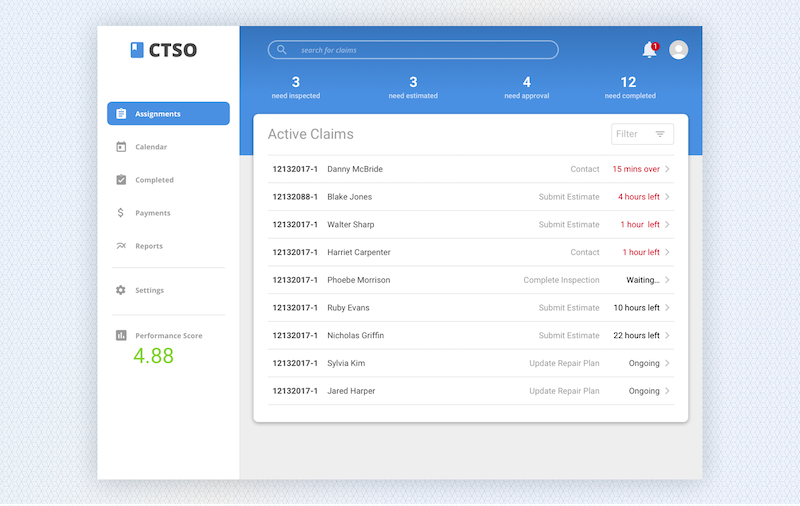 CTSO
search for claims
1
3
need inspected
3
need estimated
4
need approval
12
need completed
Assignments
Calendar
Completed
Payments
Reports
Settings
Performance Score
4.88
Active Claims
Filter
12132017-1 Danny McBride Contact 15 mins over
12132088-1 Blake Jones Submit Estimate 4 hours left
12132017-1 Walter Sharp Submit Estimate 1 hour left
12132017-1 Harriet Carpenter Contact 1 hour left
12132017-1 Phoebe Morrison Complete Inspection Waiting...
12132017-1 Ruby Evans Submit Estimate 10 hours left
12132017-1 Nicholas Griffin Submit Estimate 22 hours left
12132017-1 Sylvia Kim Update Repair Plan Ongoing
12132017-1 Jared Harper Update Repair Plan Ongoing